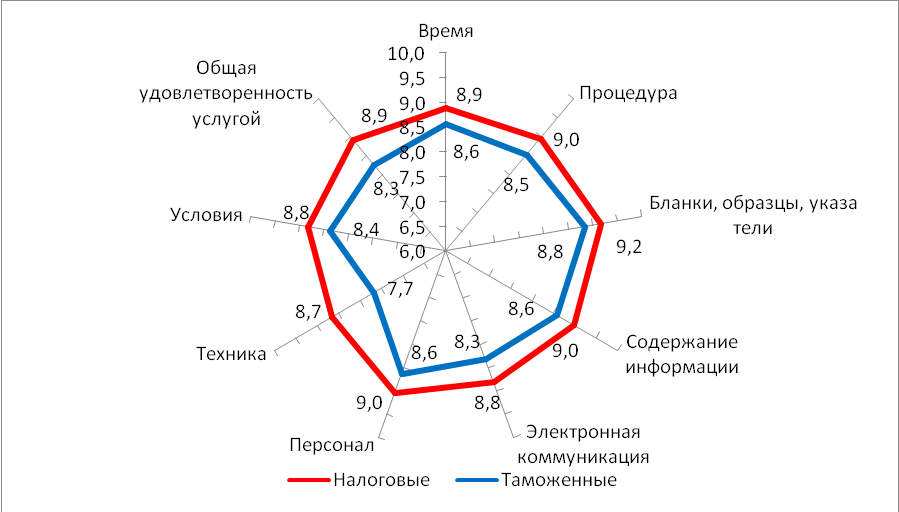 Время
10,0
9,5
9,0
8,5
8,0
7,5
7,0
6,5
6,0
8,9
8,6
Процедура
9,0
8,5
Бланки, образцы, указа
тели
9,2
8,8
Содержание
информации
9,0
8,6
Электронная
коммуникация
8,8
8,3
Персонал
9,0
8,6
Техника
8,7
7,7
Условия
8,8
8,4
Общая
удовлетворенность
услугой
8,9
8,3
Налоговые
Таможенные